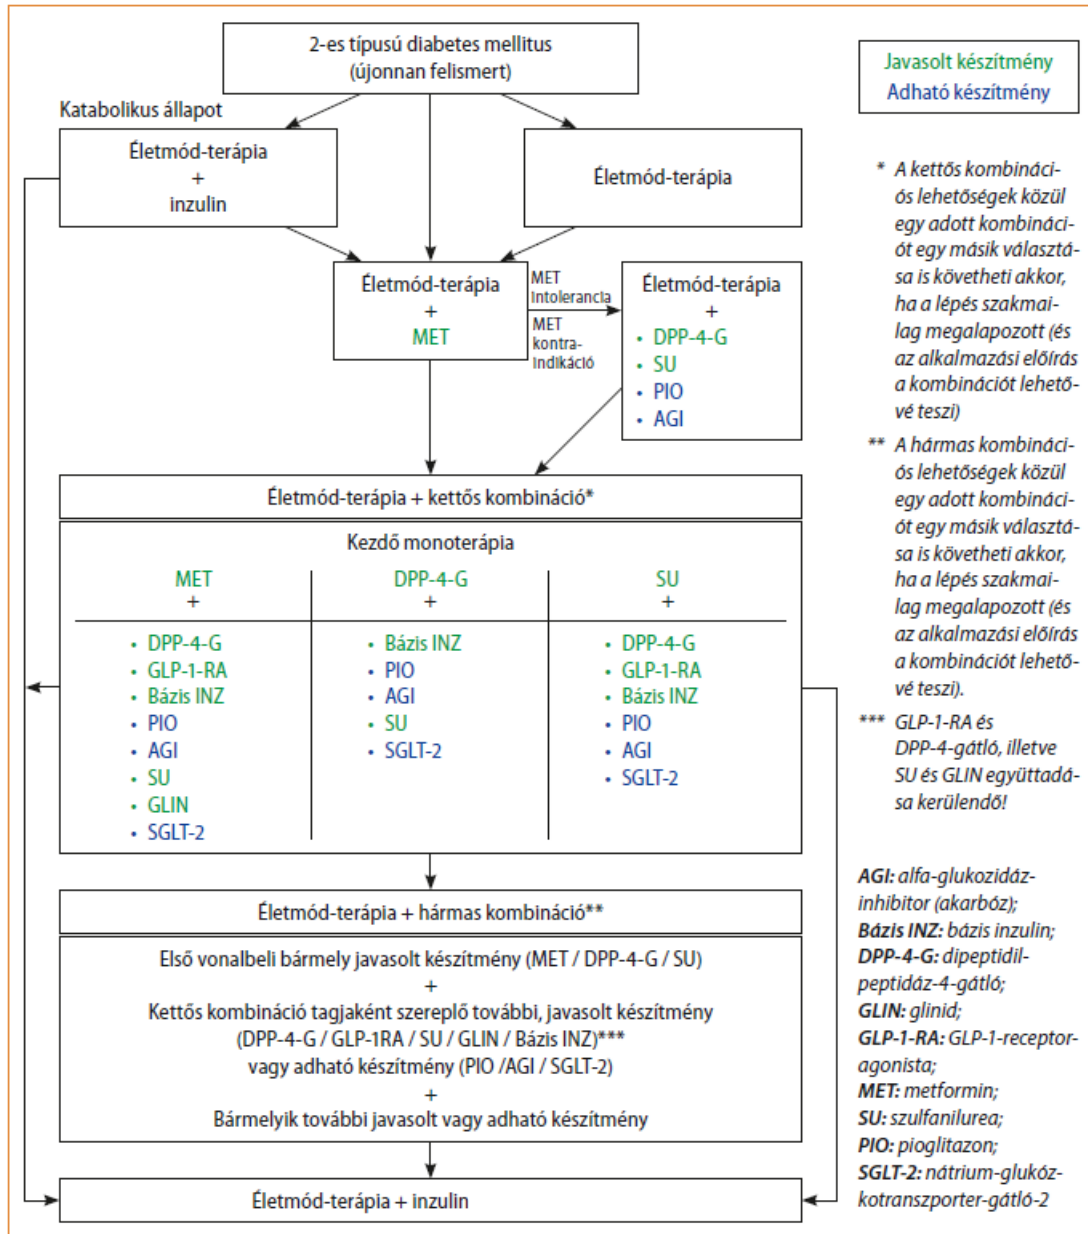 2-es típusú diabetes mellitus
(újonnan felismert)
Javasolt készítmény
Adható készítmény
Katabolikus állapot
Életmód-terápia
+
inzulin
Életmód-terápia
Életmód-terápia
+
MET
MET
intolerancia
MET
kontra-
indikáció
Életmód-terápia
+
• DPP-4-G
• SU
• PIO
• AGI
Életmód-terápia + kettős kombináció*
Kezdő monoterápia
MET
+
• DPP-4-G
• GLP-1-RA
• Bázis INZ
• PIO
• AGI
• SU
• GLIN
• SGLT-2
DPP-4-G
+
• Bázis INZ
• PIO
• AGI
• SU
• SGLT-2
SU
+
• DPP-4-G
• GLP-1-RA
• Bázis INZ
• PIO
• AGI
• SGLT-2
Életmód-terápia + hármas kombináció**
Első vonalbeli bármely javasolt készítmény (MET / DPP-4-G / SU)
+
Kettős kombináció tagjaként szereplő további, javasolt készítmény
(DPP-4-G / GLP-1RA / SU / GLIN / Bázis INZ)***
vagy adható készítmény (PIO /AGI / SGLT-2)
+
Bármelyik további javasolt vagy adható készítmény
Életmód-terápia + inzulin
* A kettős kombináci-
ós lehetőségek közül
egy adott kombináci-
ót egy másik választá-
sa is követheti akkor,
ha a lépés szakmai-
lag megalapozott (és
az alkalmazási előírás
a kombinációt lehető-
vé teszi)
** A hármas kombináci-
ós lehetőségek közül
egy adott kombináci-
ót egy másik választá-
sa is követheti akkor,
ha a lépés szakmai-
lag megalapozott (és
az alkalmazási előírás
a kombinációt lehető-
vé teszi).
*** GLP-1-RA és
DPP-4-gátló, illetve
SU és GLIN együttadá-
sa kerülendő!
AGI: alfa-glukozidáz-
inhibitor (akarbóz);
Bázis INZ: bázis inzulin;
DPP-4-G: dipeptidil-
peptidáz-4-gátló;
GLIN: glinid;
GLP-1-RA: GLP-1-receptor-
agonista;
MET: metformin;
SU: szulfanilurea;
PIO: pioglitazon;
SGLT-2: nátrium-glukóz-
kotranszporter-gátló-2